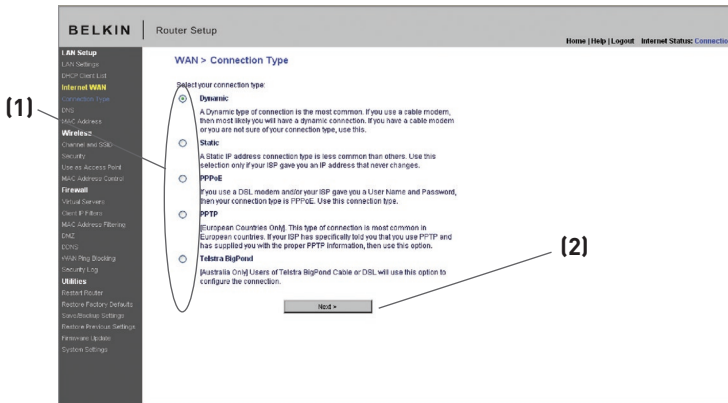 BELKIN Router Setup
Home | Help | Logout Internet Status: Connection
LAN Setup
LAN Settings
DHCP Client List
Internet WAN
Connection Type
DNS
MAC Address
Wireless
Channel and SSID
Security
Use as Access Point
MAC Address Control
Firewall
Virtual Servers
Client IP Filters
MAC Address Filtering
DMZ
DDNS
WAN Ping Blocking
Security Log
Utilities
Restart Router
Restore Factory Defaults
Save/Backup Settings
Restore Previous Settings
Firmware Update
System Settings
(1)
WAN > Connection Type
Select your connection type:
Dynamic
A Dynamic type of connection is the most common. If you use a cable modem,
then most likely you will have a dynamic connection. If you have a cable modem
or you are not sure of your connection type, use this.
Static
A Static IP address connection type is less common than others. Use this
selection only if your ISP gave you an IP address that never changes.
PPPoE
If you use a DSL modem and/or your ISP gave you a User Name and Password,
then your connection type is PPPoE. Use this connection type.
PPTP
[European Countries Only]. This type of connection is most common in
European countries. If your ISP has specifically told you that you use PPTP and
has supplied you with the proper PPTP information, then use this option.
Telstra BigPond
[Australia Only] Users of Telstra BigPond Cable or DSL will use this option to
configure the connection.
Next >
(2)